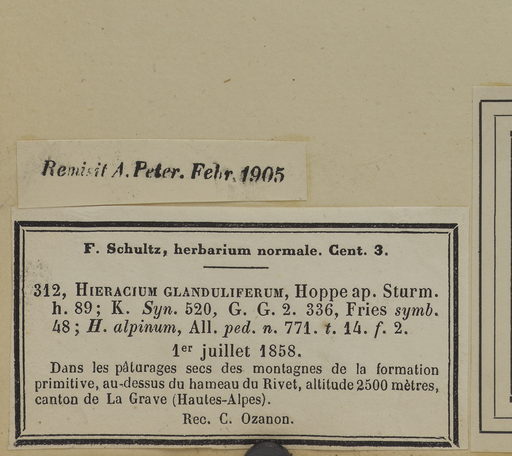 Remisit A. Peter. Febr. 1905
F. Schultz, herbarium normale. Cent. 3.
312, HIERACIUM GLANDULIFERUM, Hoppe ap. Sturm.
h. 89; K. Syn. 520, G. G. 2. 336, Fries symb.
48; H. alpinum, All. ped. n. 771. t. 14. f. 2.
1er juillet 1858.
Dans les pâturages secs des montagnes de la formation
primitive, au-dessus du hameau du Rivet, altitude 2500 mètres,
canton de La Grave (Hautes-Alpes).
Rec. C. Ozanon.